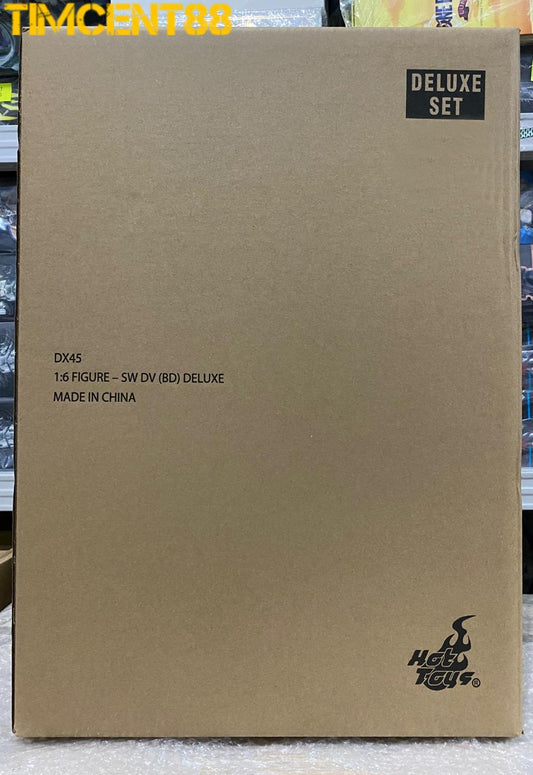 TIMCENT88
DELUXE
SET
DX45
1:6 FIGURE – SW DV (BD) DELUXE
MADE IN CHINA
Hot
Toys®